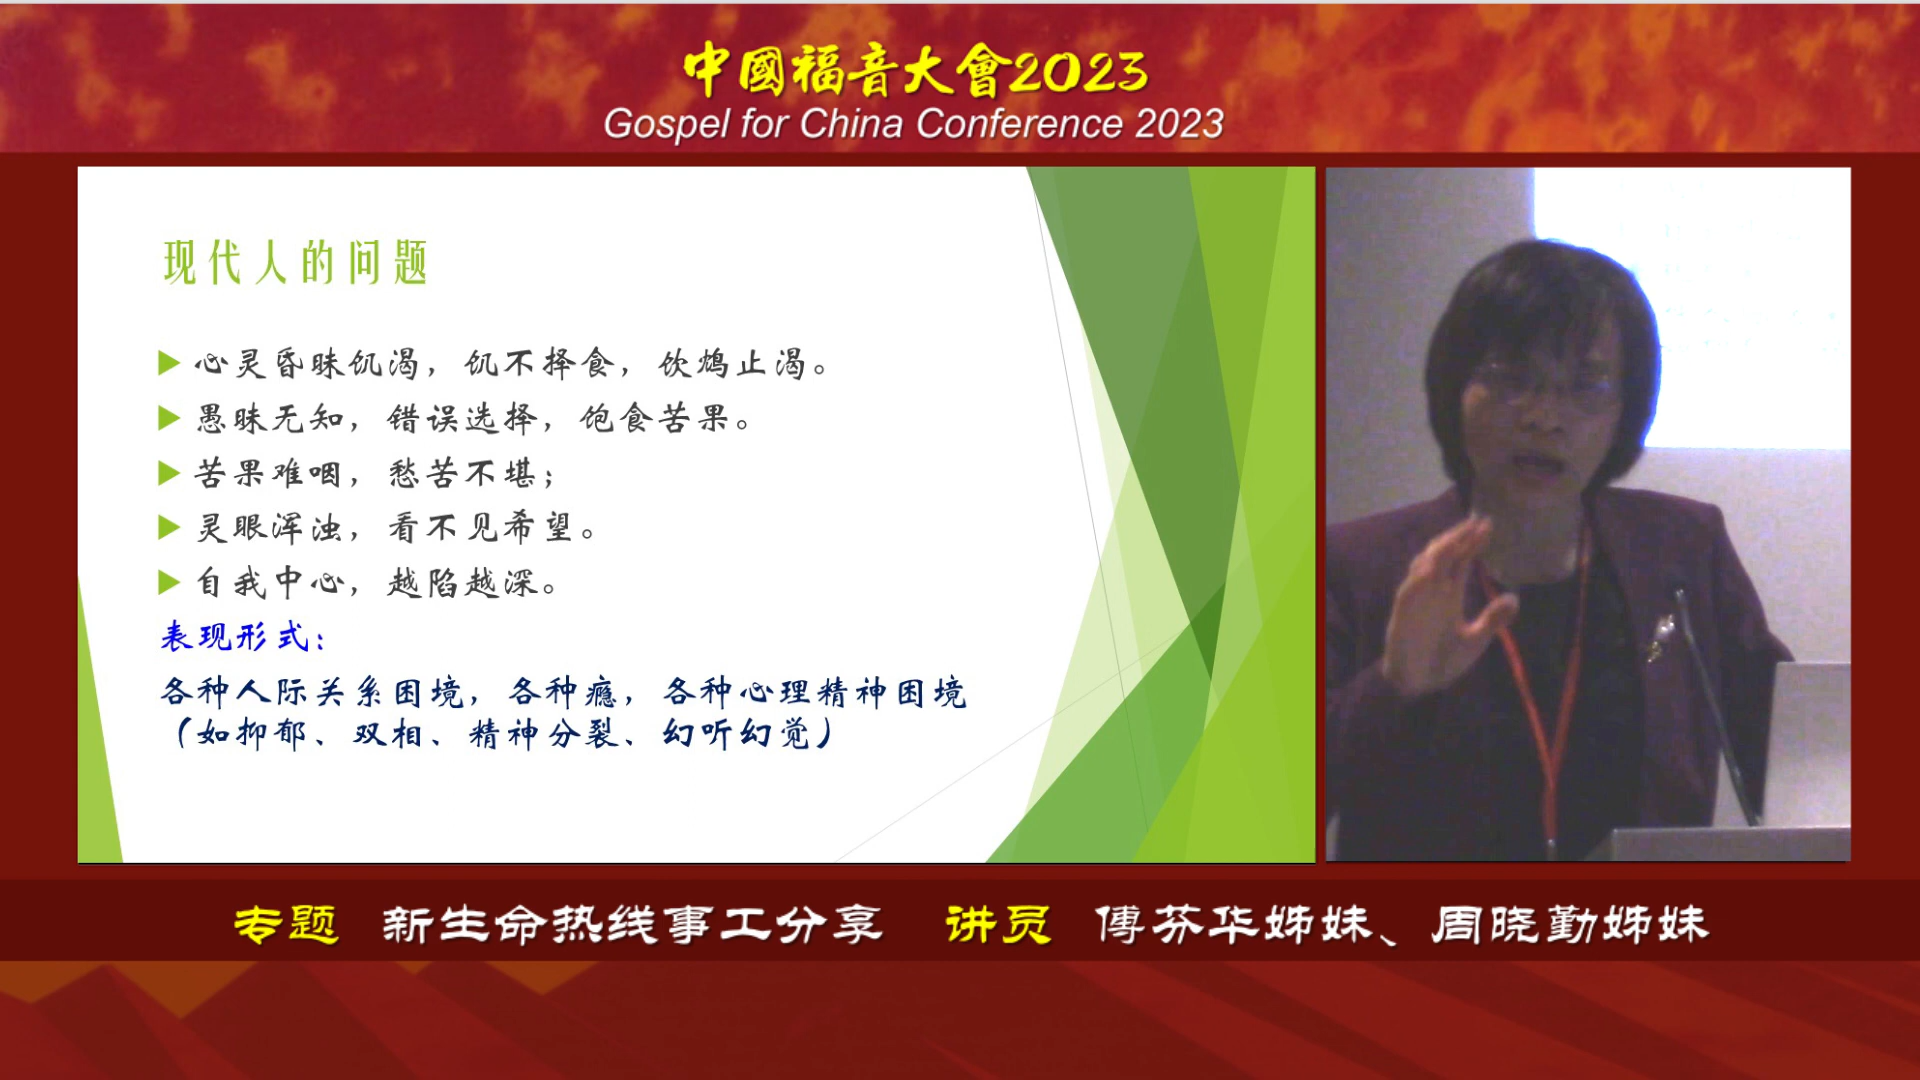 中國福音大會2023
Gospel for China Conference 2023
现代人的问题
心灵昏昧饥渴，饥不择食，饮鸩止渴。
愚昧无知，错误选择，饱食苦果。
苦果难咽，愁苦不堪；
灵眼浑浊，看不见希望。
自我中心，越陷越深。
表现形式：
各种人际关系困境，各种瘾，各种心理精神困境
（如抑郁、双相、精神分裂、幻听幻觉）
专题 新生命热线事工分享 讲员 傅芬华姊妹、周晓勤姊妹